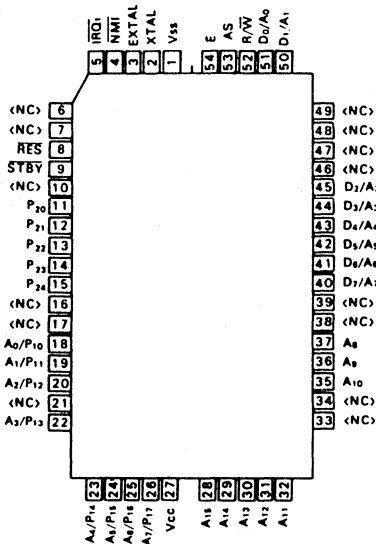 IRQ₁
NMI
EXTAL
XTAL
Vss
E
AS
R/W
D₀/A₀
D₁/A₁
5
4
3
2
1
54
53
52
51
50
<NC> 6
<NC> 7
RES 8
STBY 9
<NC> 10
P₂₀ 11
P₂₁ 12
P₂₂ 13
P₂₃ 14
P₂₄ 15
<NC> 16
<NC> 17
A₀/P₁₀ 18
A₁/P₁₁ 19
A₂/P₁₂ 20
<NC> 21
A₃/P₁₃ 22
49 <NC>
48 <NC>
47 <NC>
46 <NC>
45 D₂/A
44 D₃/A
43 D₄/A
42 D₅/A
41 D₆/A
40 D₇/A
39 <NC>
38 <NC>
37 A₈
36 A₉
35 A₁₀
34 <NC>
33 <NC>
23
24
25
26
27
28
29
30
31
32
A₄/P₁₄
A₅/P₁₅
A₆/P₁₆
A₇/P₁₇
Vcc
A₁₅
A₁₄
A₁₃
A₁₂
A₁₁